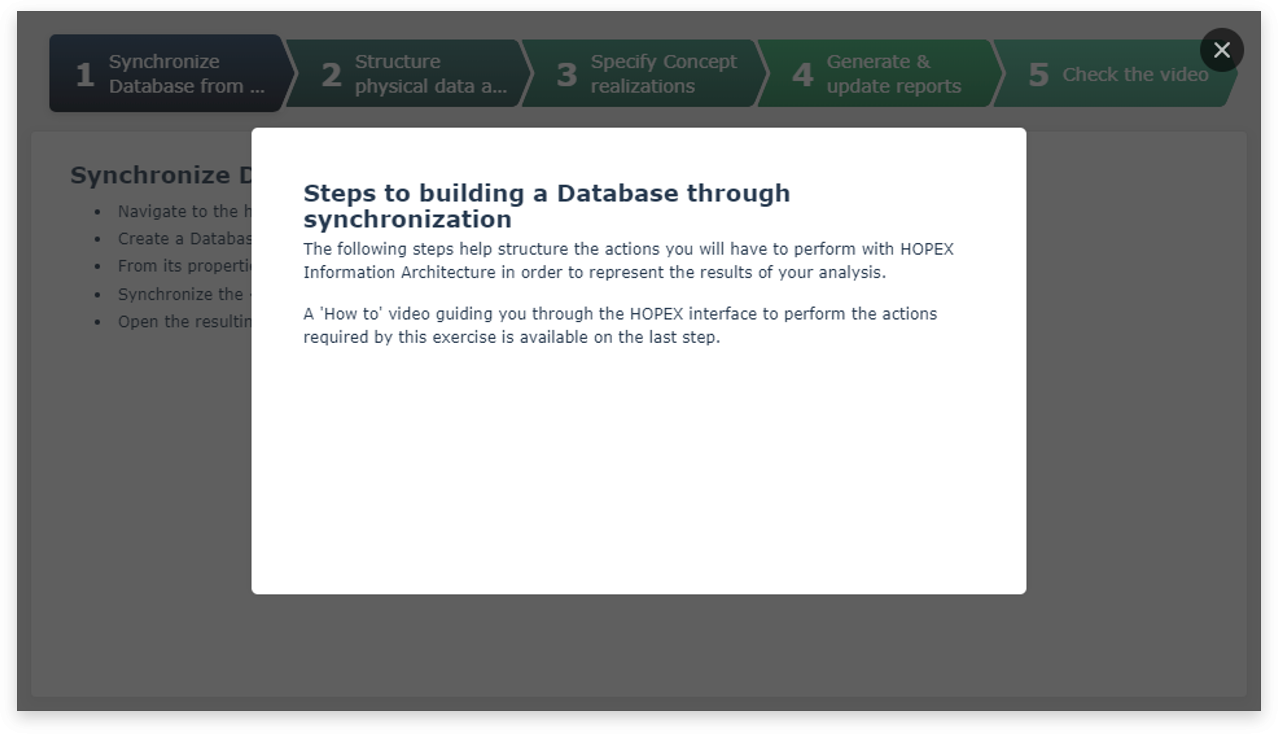 1 Synchronize
Database from ...
2 Structure
physical data a...
3 Specify Concept
realizations
4 Generate &
update reports
5 Check the video
Synchronize
• Navigate to the
• Create a
• From its
• Synchronize the
• Open the
Steps to building a Database through
synchronization
The following steps help structure the actions you will have to perform with HOPEX
Information Architecture in order to represent the results of your analysis.
A 'How to' video guiding you through the HOPEX interface to perform the actions
required by this exercise is available on the last step.